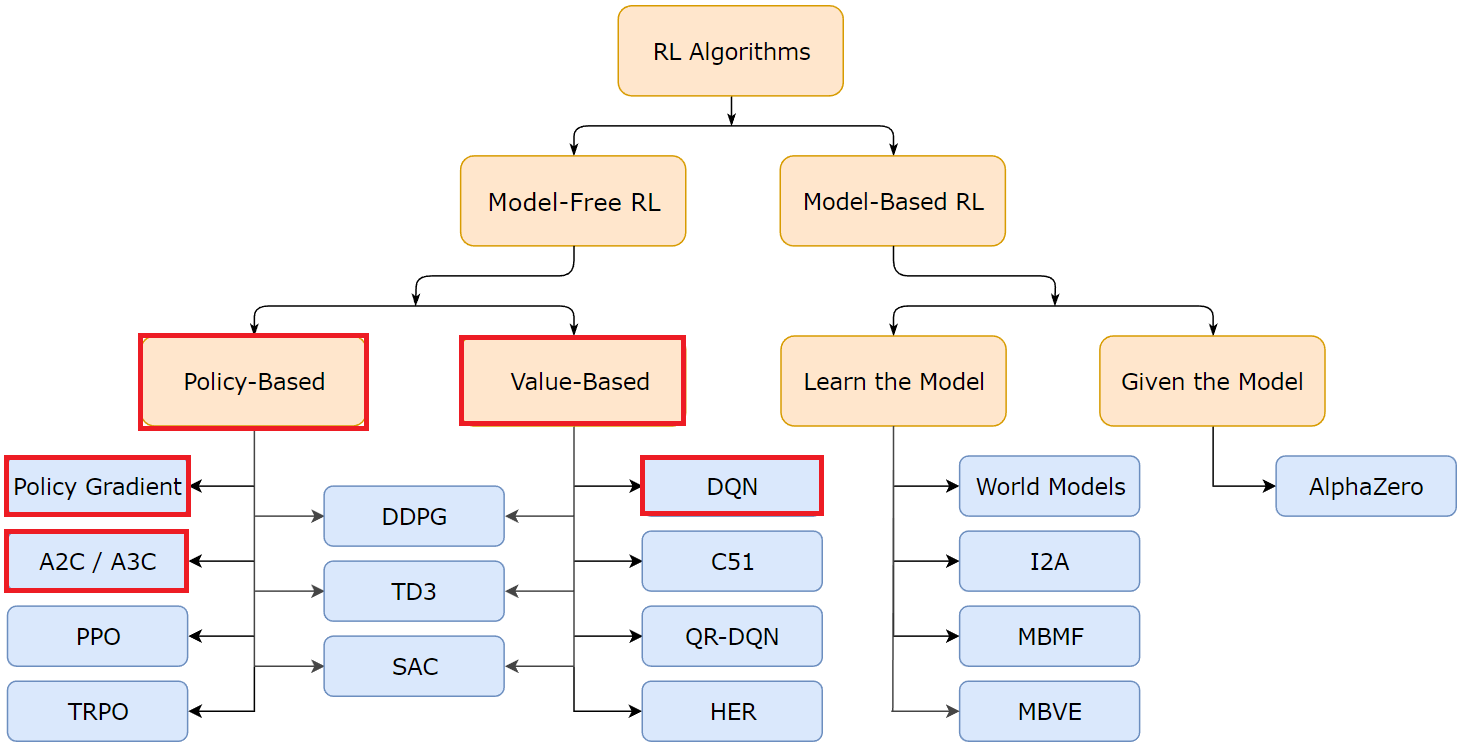 RL Algorithms
Model-Free RL
Model-Based RL
Policy-Based
Value-Based
Learn the Model
Given the Model
Policy Gradient
DDPG
DQN
World Models
AlphaZero
A2C / A3C
TD3
C51
I2A
PPO
SAC
QR-DQN
MBMF
TRPO
HER
MBVE